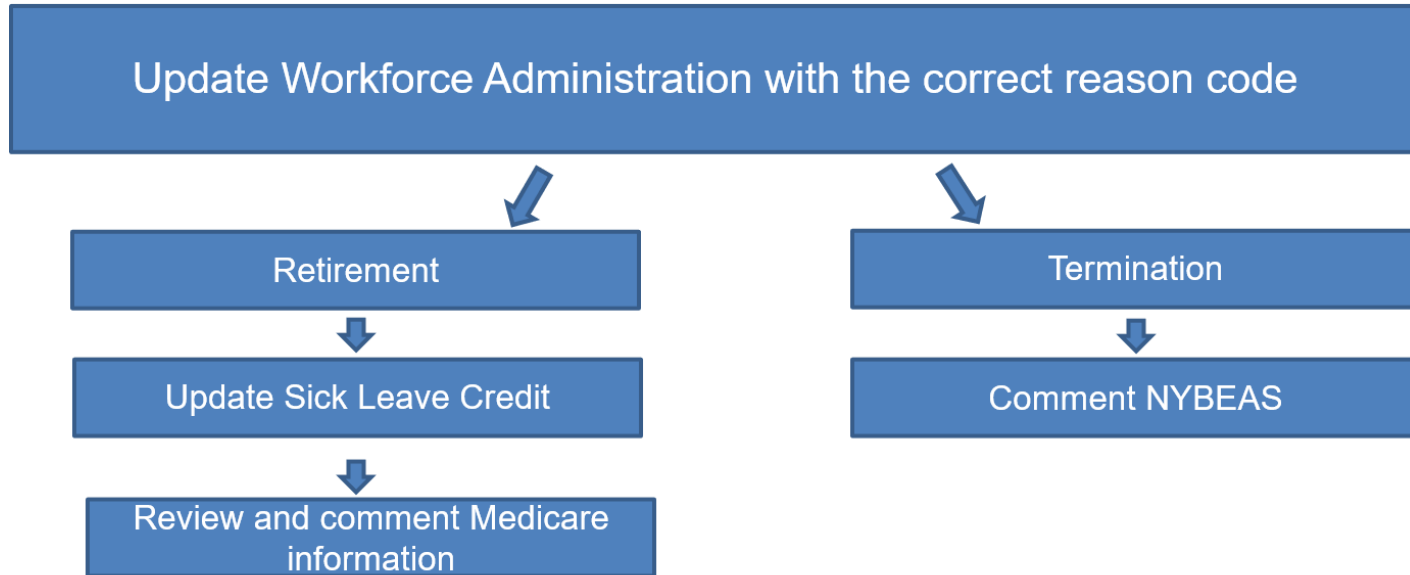 Update Workforce Administration with the correct reason code
Retirement
Termination
Update Sick Leave Credit
Comment NYBEAS
Review and comment Medicare
information